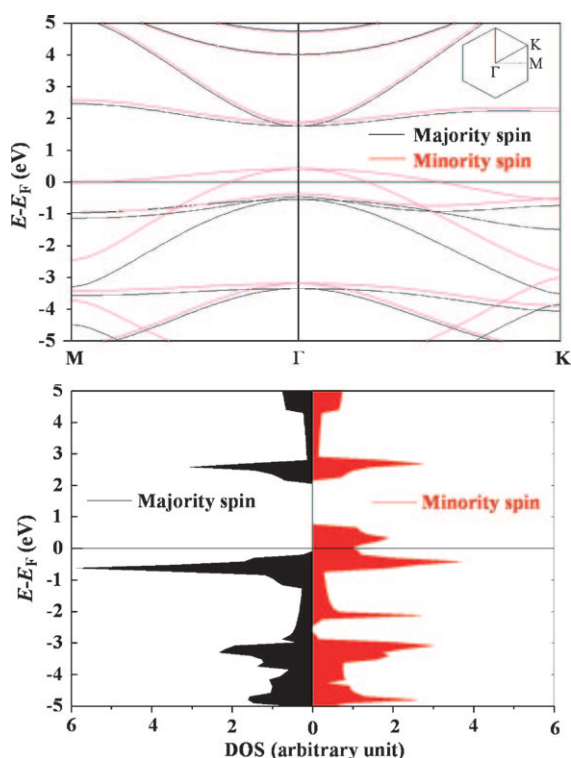 5
4
K
3
Γ
M
2
Majority spin
Minority spin
1
0
-1
-2
-3
-4
-5
E-E_F (eV)
M
Γ
K
5
4
3
2
Majority spin
Minority spin
1
0
-1
-2
-3
-4
-5
E-E_F (eV)
6 4 2 0 2 4 6
DOS (arbitrary unit)